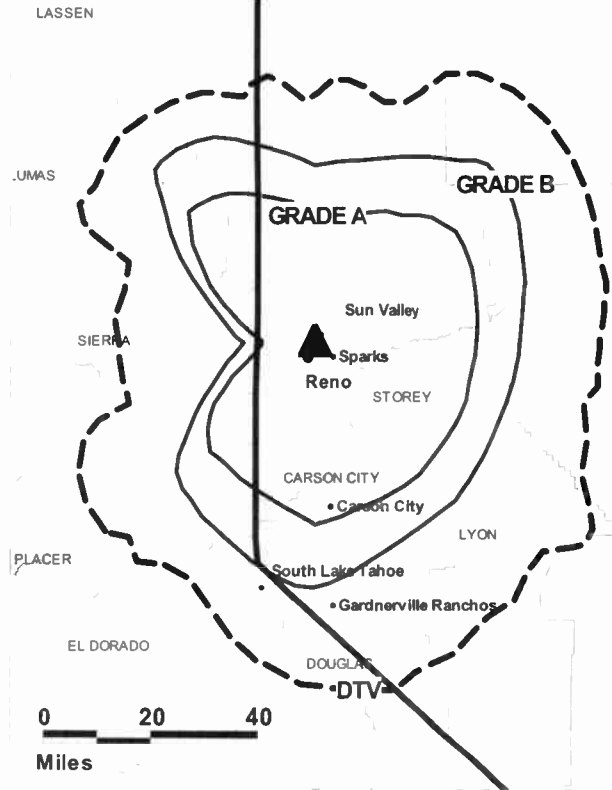 LASSEN
.UMAS
GRADE B
GRADE A
Sun Valley
SIERRA
Sparks
Reno
STOREY
CARSON CITY
Carson City
LYON
PLACER
South Lake Tahoe
Gardnerville Ranchos
EL DORADO
DOUGLAS
DTV
0 20 40
Miles